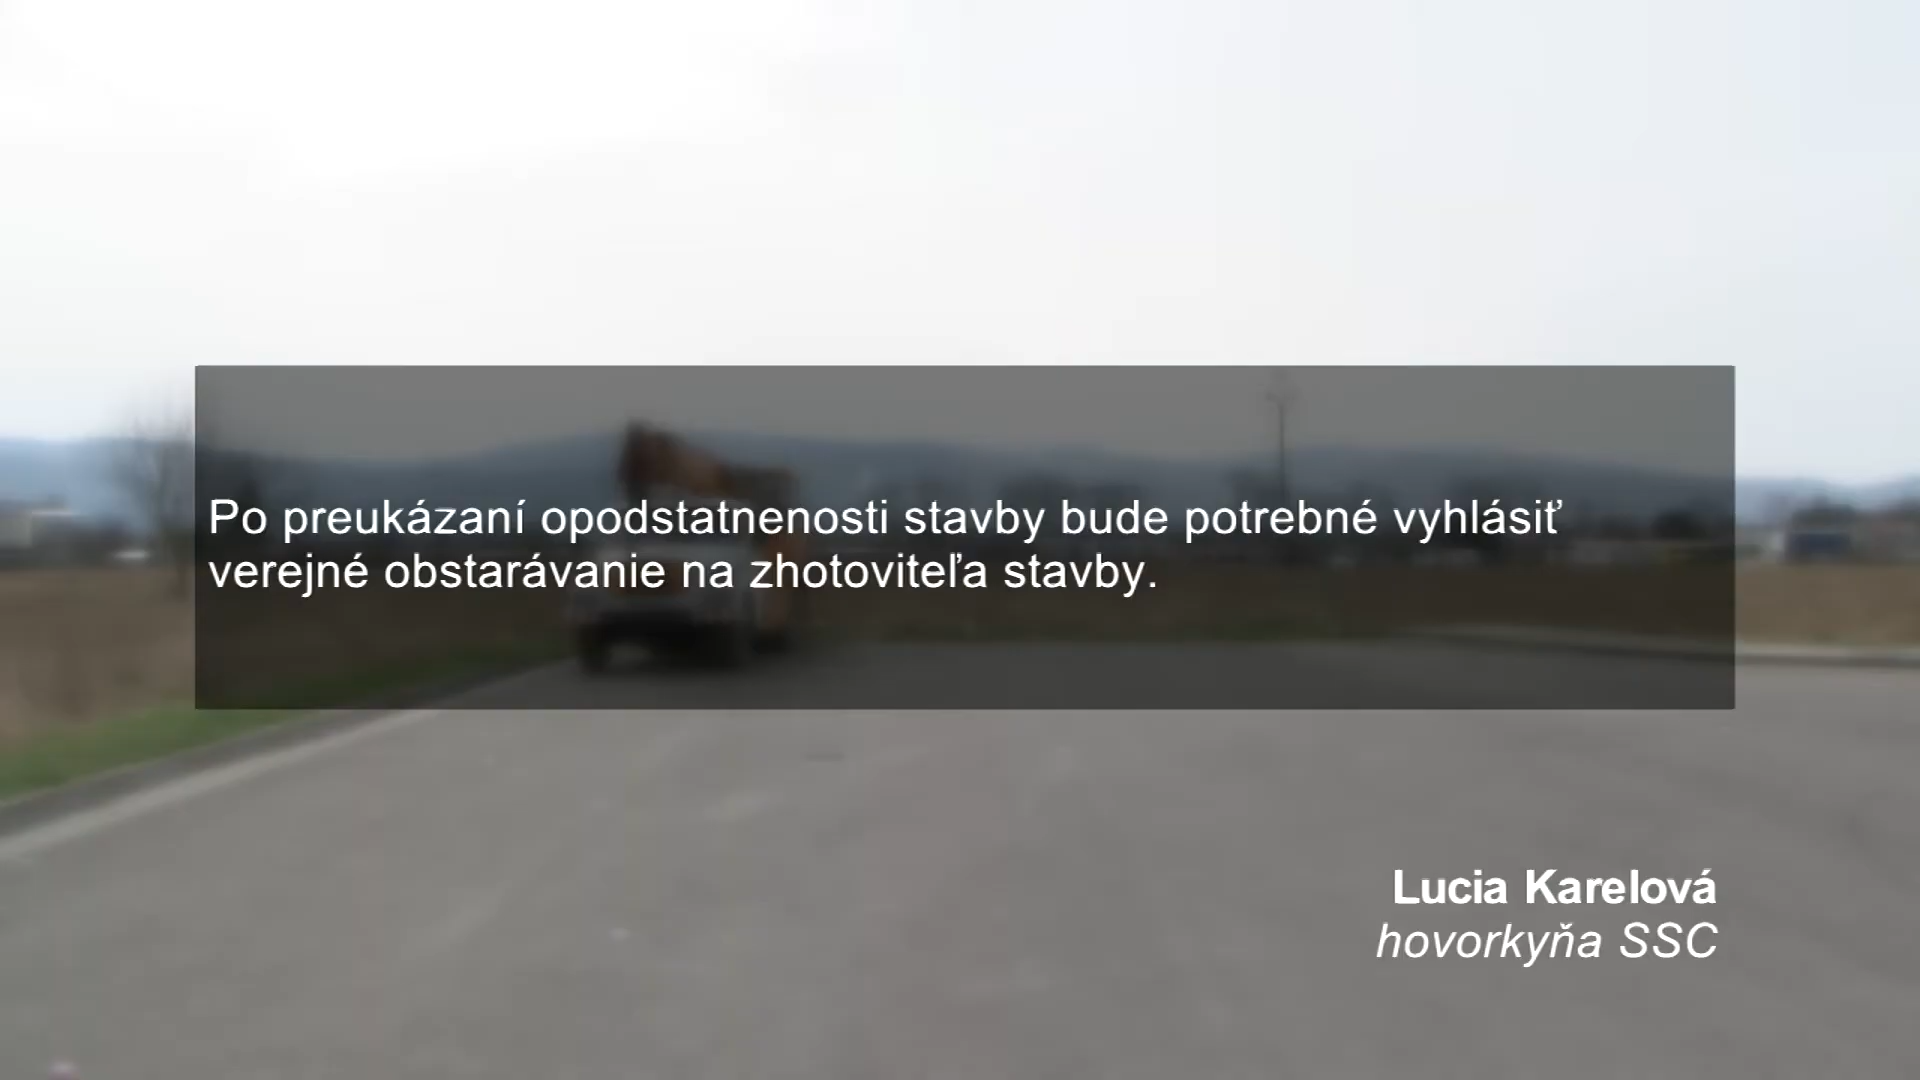 Po preukázaní opodstatnenosti stavby bude potrebné vyhlásiť
verejné obstarávanie na zhotoviteľa stavby.
Lucia Karelová
hovorkyňa SSC